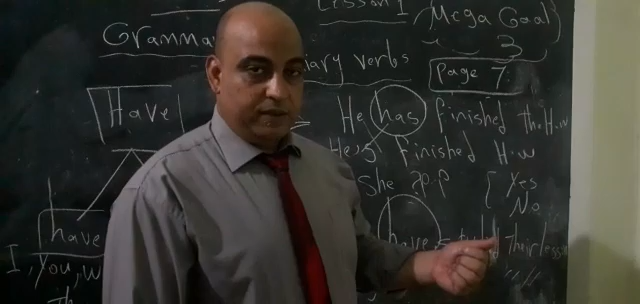 Lesson 1 Mega Goal
3
Gramma iary verbs
Page 7
Have
He has finished the H.W
He's finished H.W
She p.p Yes
No
have have their less
I, You, W